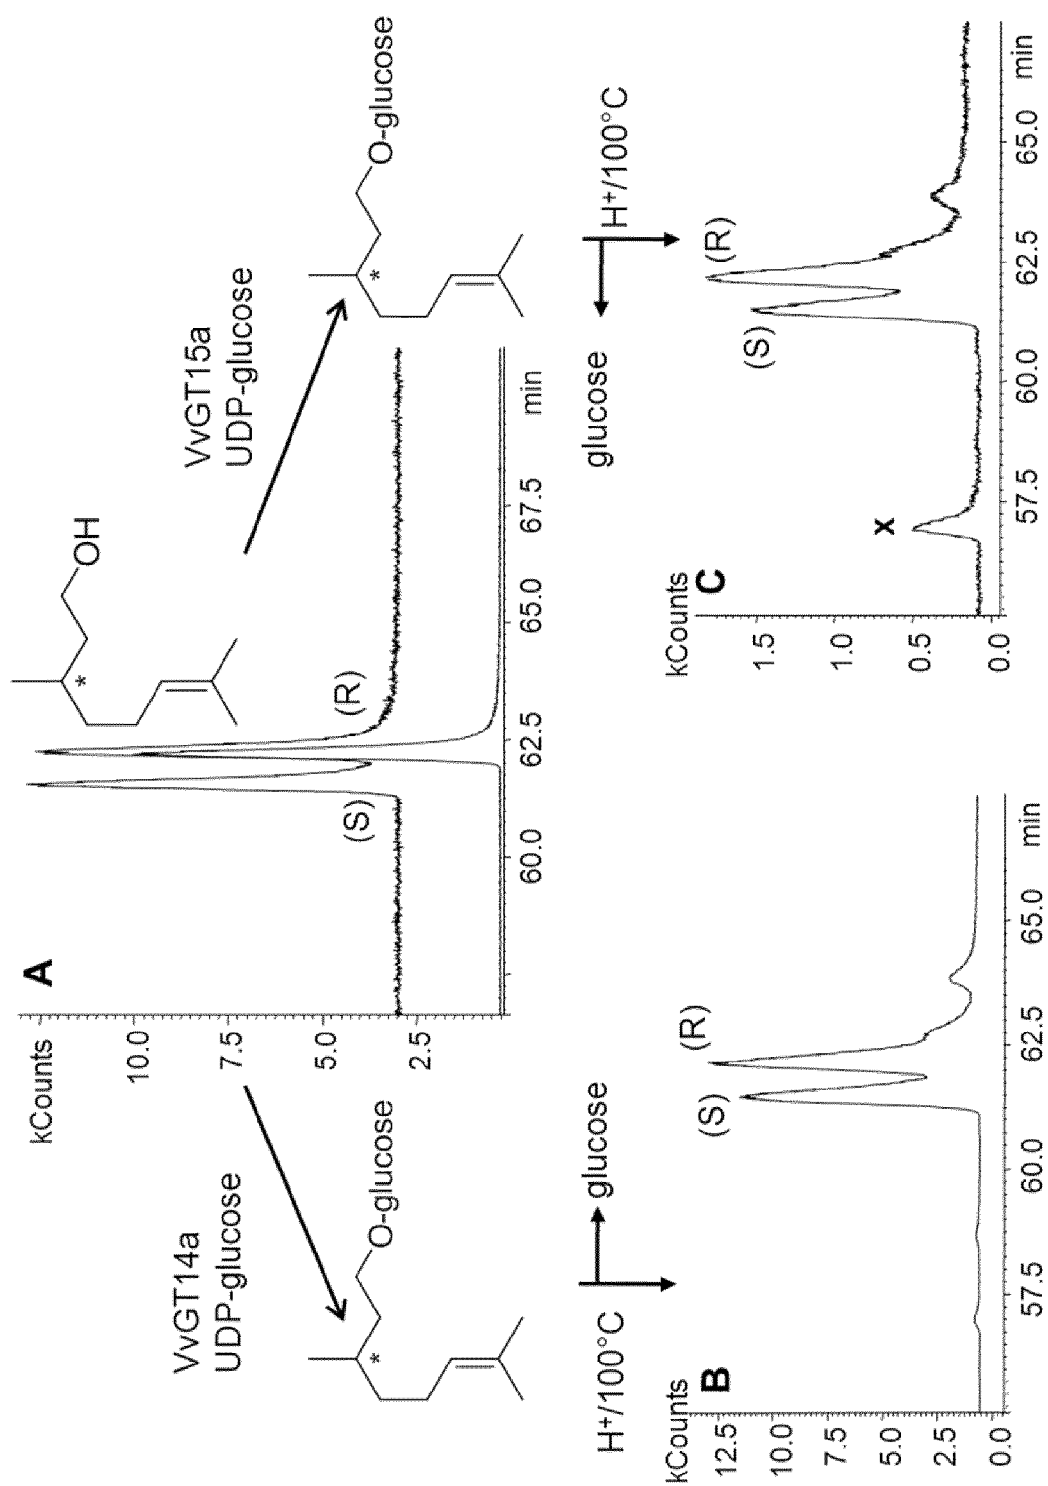 A
kCounts
10.0
7.5
5.0
2.5
60.0
62.5
65.0
67.5
min
(S)
(R)
*
OH
VvGT14a
UDP-glucose
VvGT15a
UDP-glucose
*
O-glucose
*
O-glucose
H+/100°C
glucose
glucose
H+/100°C
kCounts
B
12.5
10.0
7.5
5.0
2.5
0.0
57.5
60.0
62.5
65.0
min
(S)
(R)
kCounts
C
1.5
1.0
0.5
0.0
57.5
60.0
62.5
65.0
min
x
(S)
(R)